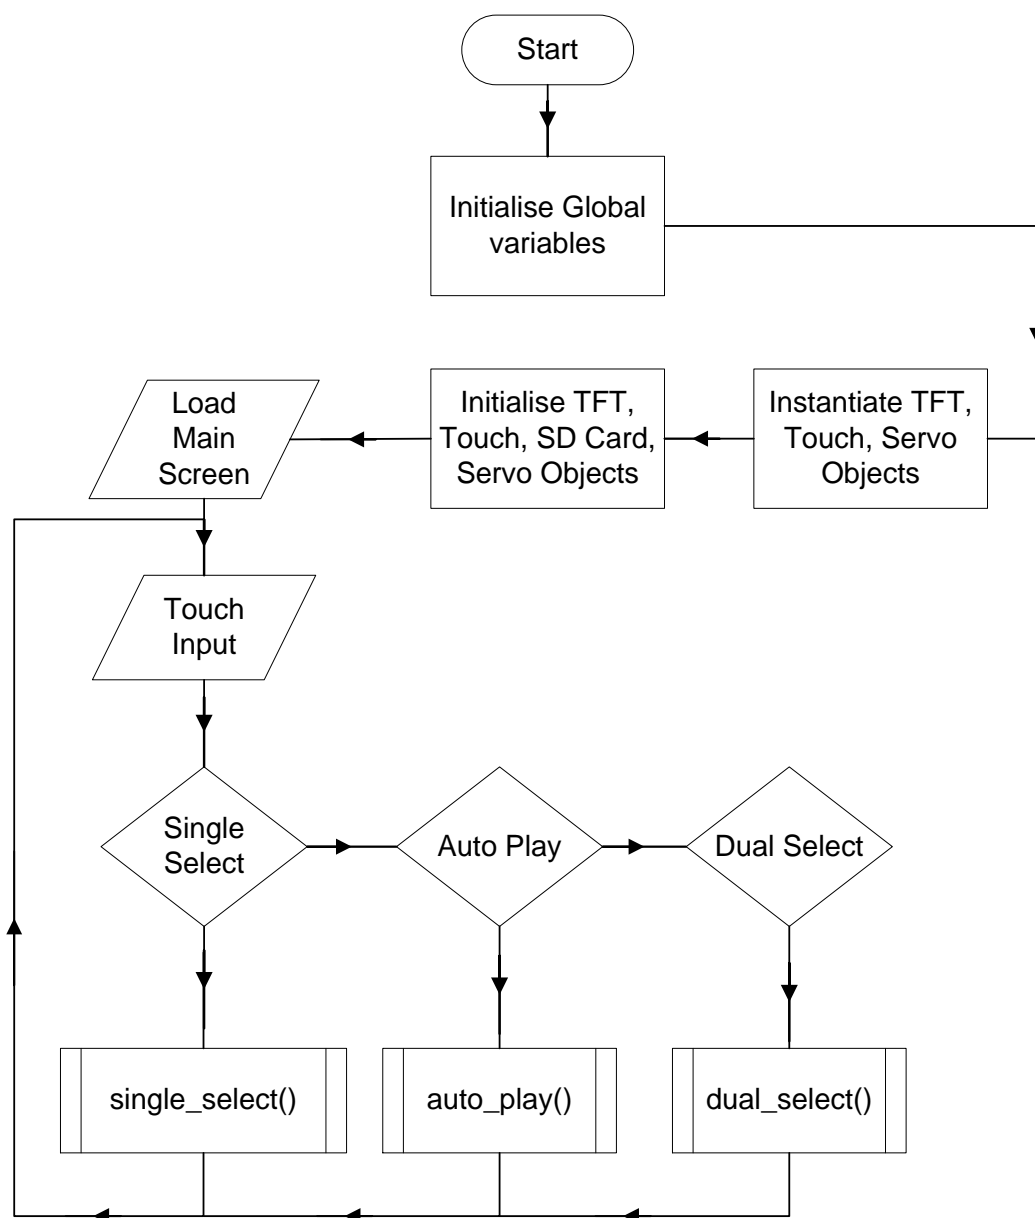 Start
Initialise Global
variables
Load
Main
Screen
Initialise TFT,
Touch, SD Card,
Servo Objects
Instantiate TFT,
Touch, Servo
Objects
Touch
Input
Single
Select
Auto Play
Dual Select
single_select()
auto_play()
dual_select()